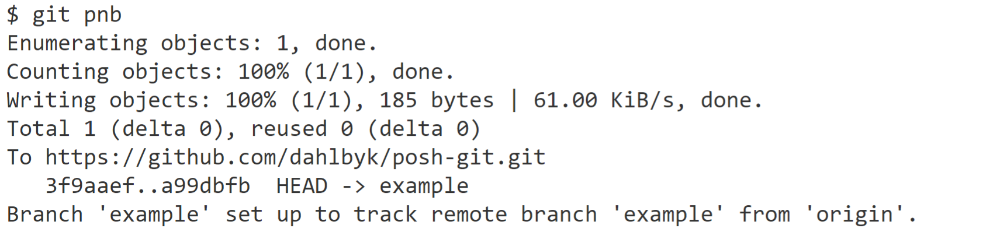 $ git pnb
Enumerating objects: 1, done.
Counting objects: 100% (1/1), done.
Writing objects: 100% (1/1), 185 bytes | 61.00 KiB/s, done.
Total 1 (delta 0), reused 0 (delta 0)
To https://github.com/dahlbyk/posh-git.git
   3f9aaef..a99dbfb  HEAD -> example
Branch 'example' set up to track remote branch 'example' from 'origin'.